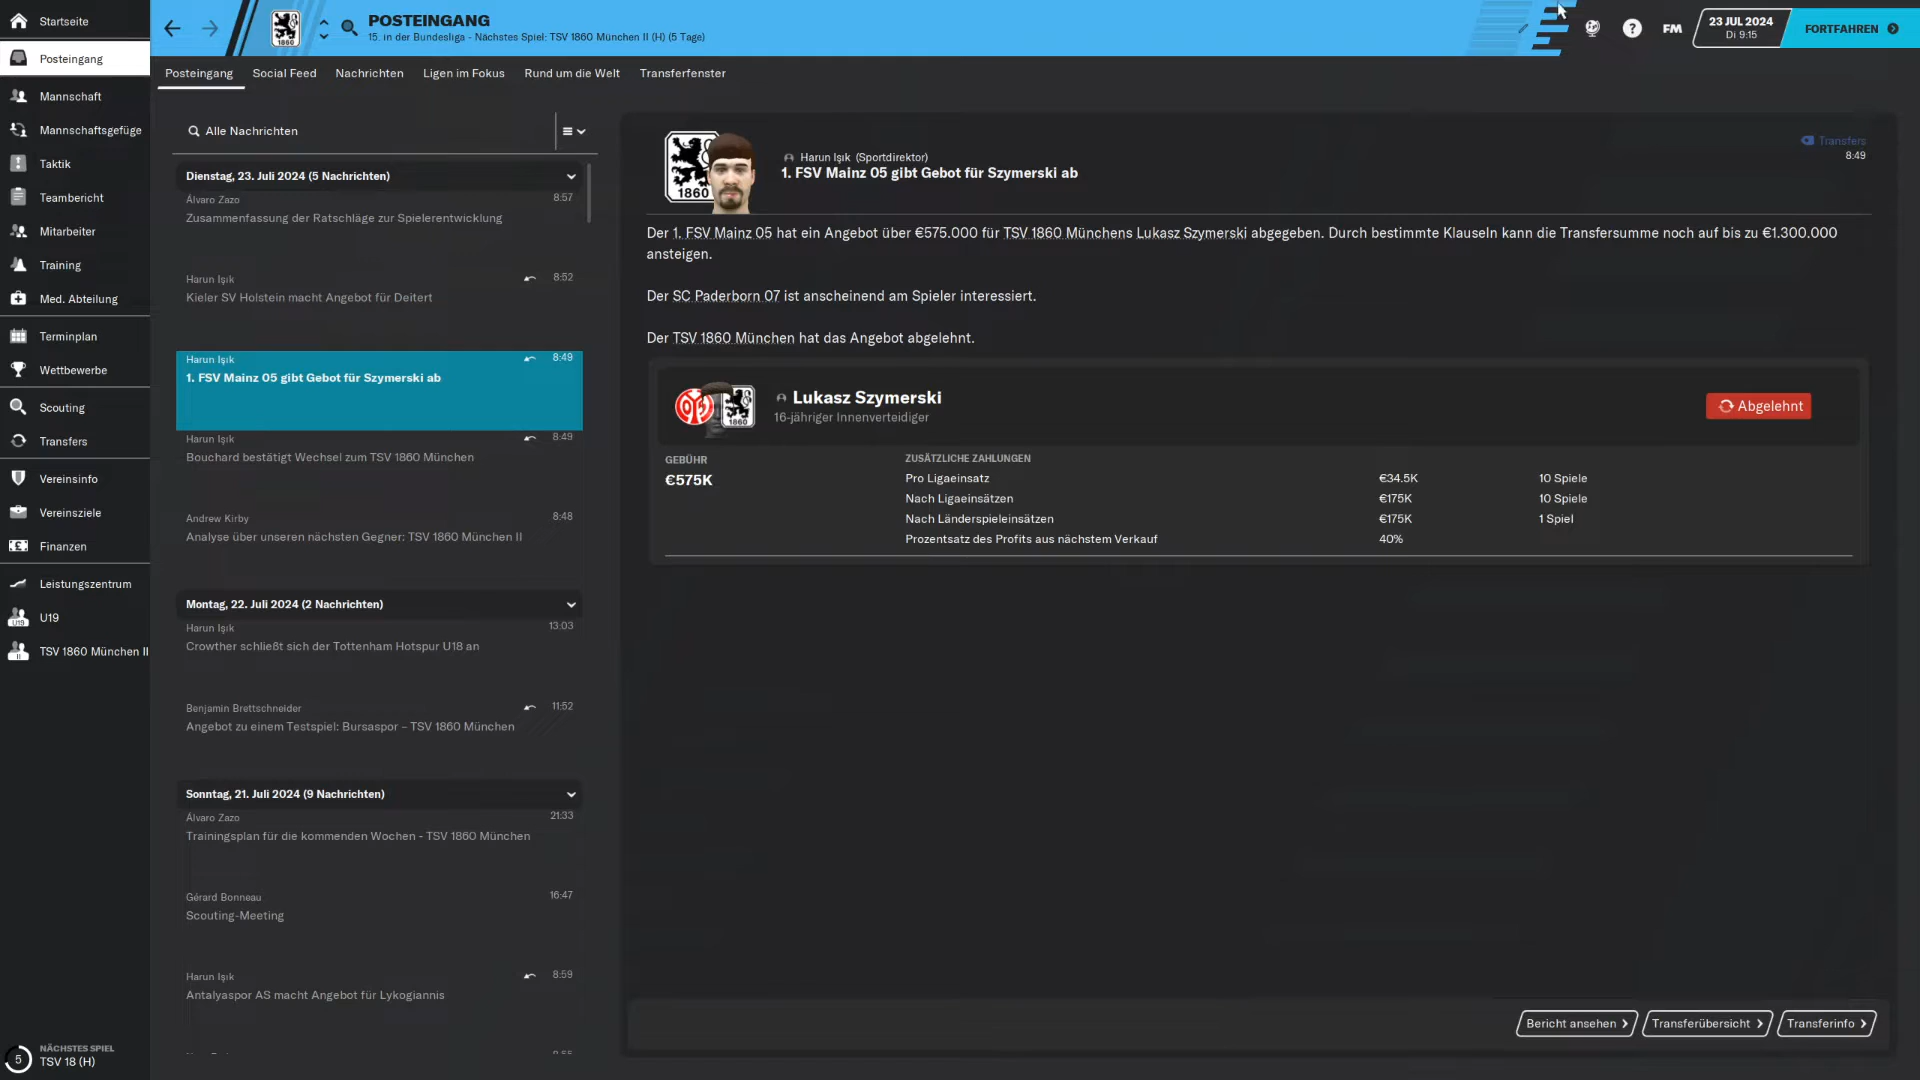 Startseite
Posteingang
Mannschaft
Mannschaftsgefüge
Taktik
Teambericht
Mitarbeiter
Training
Med. Abteilung
Terminplan
Wettbewerbe
Scouting
Transfers
Vereinsinfo
Vereinsziele
Finanzen
Leistungszentrum
U19
TSV 1860 München II
5
NÄCHSTES SPIEL
TSV 18 (H)
POSTEINGANG
15. in der Bundesliga - Nächstes Spiel: TSV 1860 München II (H) (5 Tage)
?
FM
23 JUL 2024
Di 9:15
FORTFAHREN
Posteingang Social Feed Nachrichten Ligen im Fokus Rund um die Welt Transferfenster
Alle Nachrichten
Dienstag, 23. Juli 2024 (5 Nachrichten)
Álvaro Zazo 8:57
Zusammenfassung der Ratschläge zur Spielerentwicklung
Harun Işık 8:52
Kieler SV Holstein macht Angebot für Deitert
Harun Işık 8:49
1. FSV Mainz 05 gibt Gebot für Szymerski ab
Harun Işık 8:49
Bouchard bestätigt Wechsel zum TSV 1860 München
Andrew Kirby 8:48
Analyse über unseren nächsten Gegner: TSV 1860 München II
Montag, 22. Juli 2024 (2 Nachrichten)
Harun Işık 13:03
Crowther schließt sich der Tottenham Hotspur U18 an
Benjamin Brettschneider 11:52
Angebot zu einem Testspiel: Bursaspor – TSV 1860 München
Sonntag, 21. Juli 2024 (9 Nachrichten)
Álvaro Zazo 21:33
Trainingsplan für die kommenden Wochen - TSV 1860 München
Gérard Bonneau 16:47
Scouting-Meeting
Harun Işık 8:59
Antalyaspor AS macht Angebot für Lykogiannis
1860
Harun Işık (Sportdirektor)
1. FSV Mainz 05 gibt Gebot für Szymerski ab
Transfers
8:49
Der 1. FSV Mainz 05 hat ein Angebot über €575.000 für TSV 1860 Münchens Lukasz Szymerski abgegeben. Durch bestimmte Klauseln kann die Transfersumme noch auf bis zu €1.300.000
ansteigen.
Der SC Paderborn 07 ist anscheinend am Spieler interessiert.
Der TSV 1860 München hat das Angebot abgelehnt.
Lukasz Szymerski
16-jähriger Innenverteidiger
Abgelehnt
GEBÜHR
€575K
ZUSÄTZLICHE ZAHLUNGEN
Pro Ligaeinsatz €34.5K 10 Spiele
Nach Ligaeinsätzen €175K 10 Spiele
Nach Länderspieleinsätzen €175K 1 Spiel
Prozentsatz des Profits aus nächstem Verkauf 40%
Bericht ansehen
Transferübersicht
Transferinfo